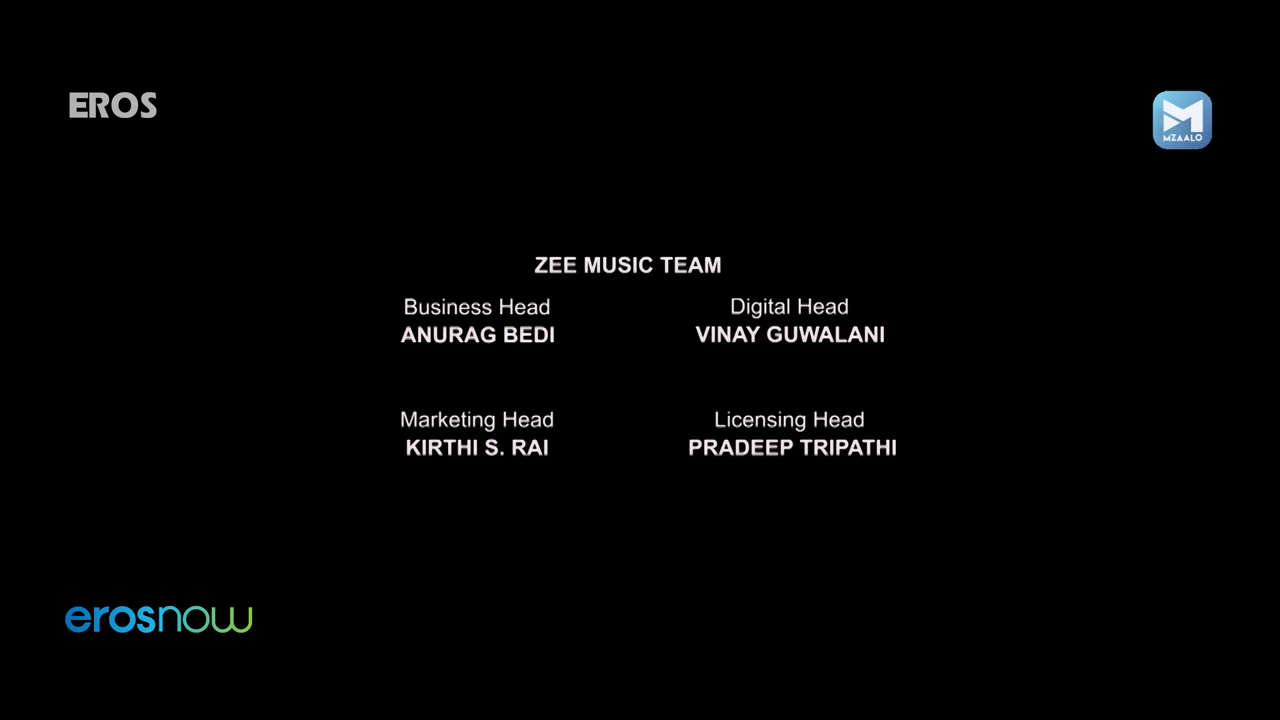 EROS
MZAALO
ZEE MUSIC TEAM
Business Head
ANURAG BEDI
Digital Head
VINAY GUWALANI
Marketing Head
KIRTHI S. RAI
Licensing Head
PRADEEP TRIPATHI
erosnow